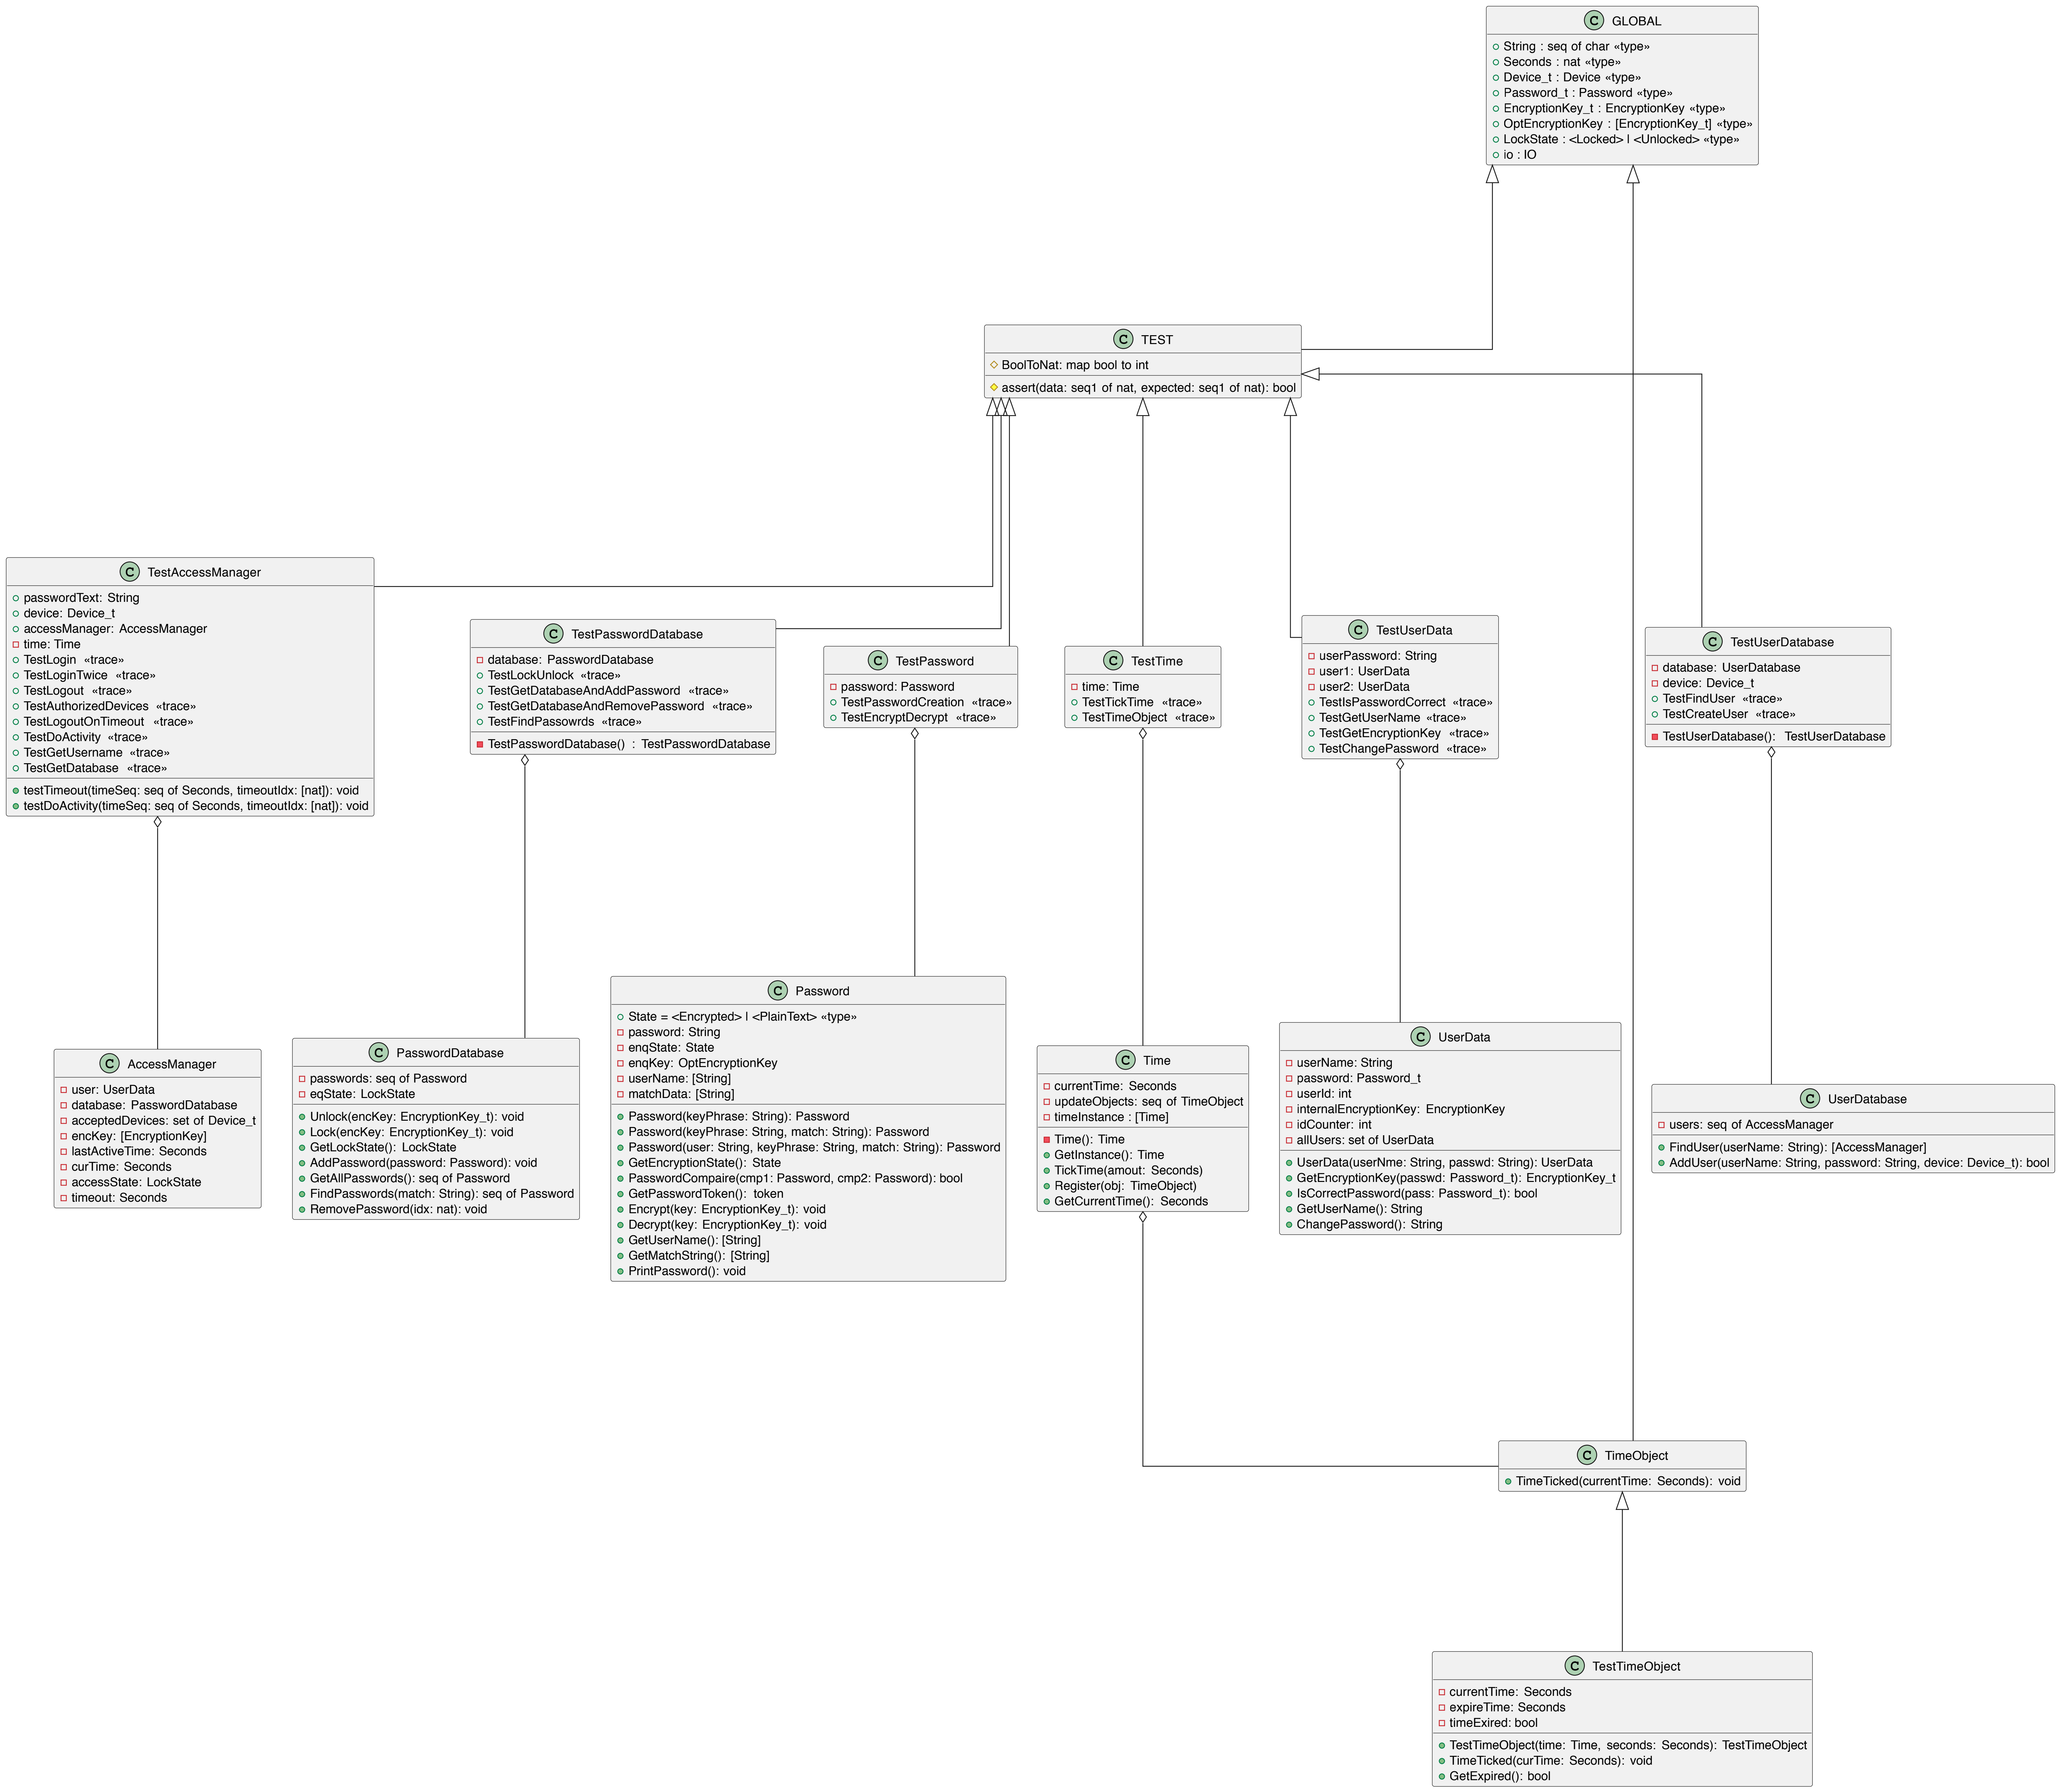 C GLOBAL
String : seq of char «type»
Seconds : nat «type»
Device_t : Device «type»
Password_t : Password «type»
EncryptionKey_t : EncryptionKey «type»
OptEncryptionKey : [EncryptionKey_t] «type»
LockState : <Locked> | <Unlocked> «type»
io : IO
C TEST
BoolToNat: map bool to int
assert(data: seq1 of nat, expected: seq1 of nat): bool
C TestAccessManager
passwordText: String
device: Device_t
accessManager: AccessManager
time: Time
TestLogin «trace»
TestLoginTwice «trace»
TestLogout «trace»
TestAuthorizedDevices «trace»
TestLogoutOnTimeout «trace»
TestDoActivity «trace»
TestGetUsername «trace»
TestGetDatabase «trace»
testTimeout(timeSeq: seq of Seconds, timeoutIdx: [nat]): void
testDoActivity(timeSeq: seq of Seconds, timeoutIdx: [nat]): void
C TestPasswordDatabase
database: PasswordDatabase
TestLockUnlock «trace»
TestGetDatabaseAndAddPassword «trace»
TestGetDatabaseAndRemovePassword «trace»
TestFindPassowrds «trace»
TestPasswordDatabase() : TestPasswordDatabase
C TestPassword
password: Password
TestPasswordCreation «trace»
TestEncryptDecrypt «trace»
C TestTime
time: Time
TestTickTime «trace»
TestTimeObject «trace»
C TestUserData
userPassword: String
user1: UserData
user2: UserData
TestIsPasswordCorrect «trace»
TestGetUserName «trace»
TestGetEncryptionKey «trace»
TestChangePassword «trace»
C TestUserDatabase
database: UserDatabase
device: Device_t
TestFindUser «trace»
TestCreateUser «trace»
TestUserDatabase(): TestUserDatabase
C AccessManager
user: UserData
database: PasswordDatabase
acceptedDevices: set of Device_t
encKey: [EncryptionKey]
lastActiveTime: Seconds
curTime: Seconds
accessState: LockState
timeout: Seconds
C PasswordDatabase
passwords: seq of Password
eqState: LockState
Unlock(encKey: EncryptionKey_t): void
Lock(encKey: EncryptionKey_t): void
GetLockState(): LockState
AddPassword(password: Password): void
GetAllPasswords(): seq of Password
FindPasswords(match: String): seq of Password
RemovePassword(idx: nat): void
C Password
State = <Encrypted> | <PlainText> «type»
password: String
enqState: State
enqKey: OptEncryptionKey
userName: [String]
matchData: [String]
Password(keyPhrase: String): Password
Password(keyPhrase: String, match: String): Password
Password(user: String, keyPhrase: String, match: String): Password
GetEncryptionState(): State
PasswordCompaire(cmp1: Password, cmp2: Password): bool
GetPasswordToken(): token
Encrypt(key: EncryptionKey_t): void
Decrypt(key: EncryptionKey_t): void
GetUserName(): [String]
GetMatchString(): [String]
PrintPassword(): void
C Time
currentTime: Seconds
updateObjects: seq of TimeObject
timeInstance : [Time]
Time(): Time
GetInstance(): Time
TickTime(amout: Seconds)
Register(obj: TimeObject)
GetCurrentTime(): Seconds
C UserData
userName: String
password: Password_t
userId: int
internalEncryptionKey: EncryptionKey
idCounter: int
allUsers: set of UserData
UserData(userNme: String, passwd: String): UserData
GetEncryptionKey(passwd: Password_t): EncryptionKey_t
IsCorrectPassword(pass: Password_t): bool
GetUserName(): String
ChangePassword(): String
C UserDatabase
users: seq of AccessManager
FindUser(userName: String): [AccessManager]
AddUser(userName: String, password: String, device: Device_t): bool
C TimeObject
TimeTicked(currentTime: Seconds): void
C TestTimeObject
currentTime: Seconds
expireTime: Seconds
timeExired: bool
TestTimeObject(time: Time, seconds: Seconds): TestTimeObject
TimeTicked(curTime: Seconds): void
GetExpired(): bool